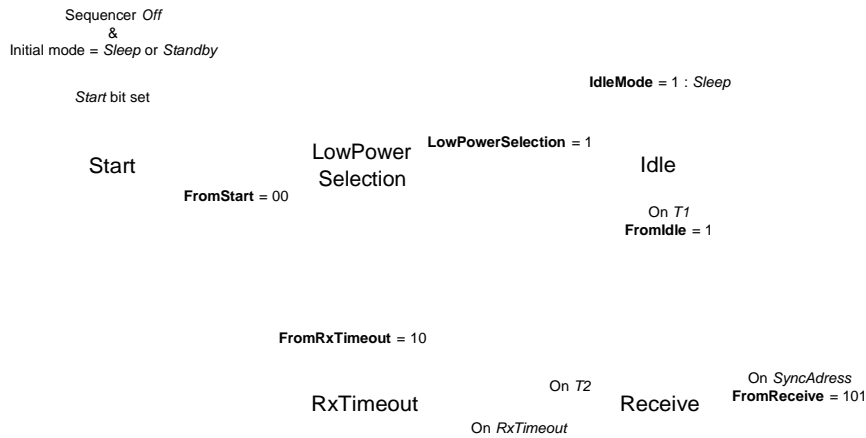 Sequencer Off
&
Initial mode = Sleep or Standby
Start bit set
IdleMode = 1 : Sleep
Start
FromStart = 00
LowPower
Selection
LowPowerSelection = 1
Idle
On T1
FromIdle = 1
FromRxTimeout = 10
RxTimeout
On T2
On RxTimeout
Receive
On SyncAdress
FromReceive = 101